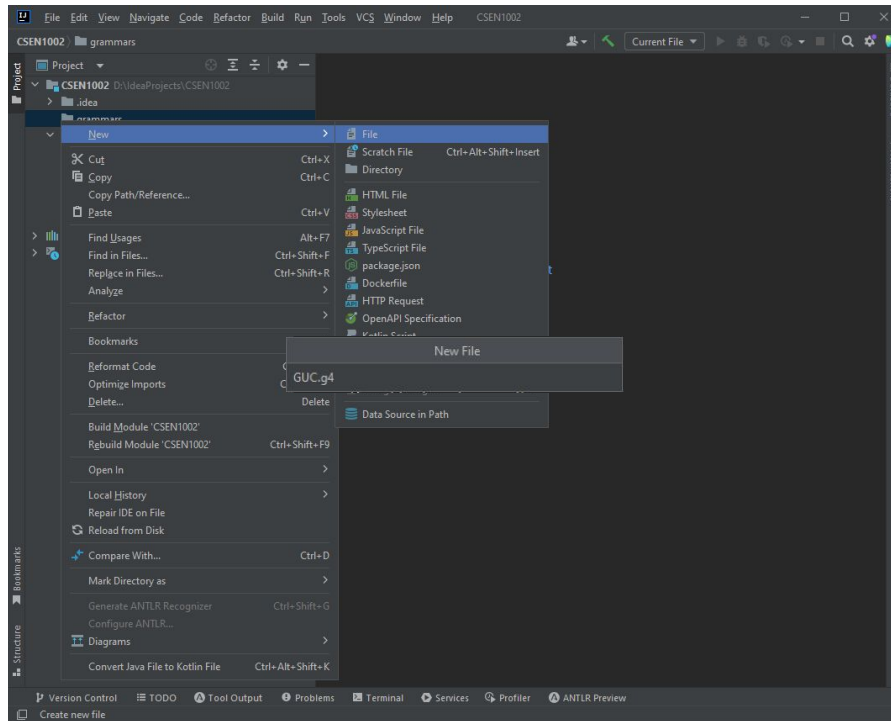 File Edit View Navigate Code Refactor Build Run Tools VCS Window Help CSEN1002
CSEN1002 grammars Current File
Project
Project
CSEN1002 D:\IdeaProjects\CSEN1002
.idea
grammars
New
Cut Ctrl+X
Copy Ctrl+C
Copy Path/Reference...
Paste Ctrl+V
Find Usages Alt+F7
Find in Files... Ctrl+Shift+F
Replace in Files... Ctrl+Shift+R
Analyze
Refactor
Bookmarks
Reformat Code
Optimize Imports
Delete... Delete
Build Module 'CSEN1002'
Rebuild Module 'CSEN1002' Ctrl+Shift+F9
Open In
Local History
Repair IDE on File
Reload from Disk
Compare With... Ctrl+D
Mark Directory as
Generate ANTLR Recognizer Ctrl+Shift+G
Configure ANTLR...
Diagrams
Convert Java File to Kotlin File Ctrl+Alt+Shift+K
File
Scratch File Ctrl+Alt+Shift+Insert
Directory
HTML File
Stylesheet
JavaScript File
TypeScript File
package.json
Dockerfile
HTTP Request
OpenAPI Specification
Kotlin Script
New File
GUC.g4
Data Source in Path
Bookmarks
Structure
Version Control TODO Tool Output Problems Terminal Services Profiler ANTLR Preview
Create new file